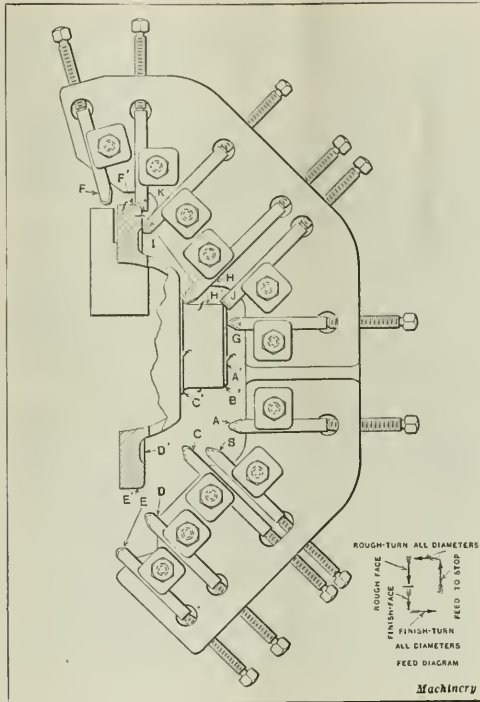 F'
F
K
I
H
H'
J
G
A'
B'
C'
A
D'
C
S
E'
E
D
ROUGH-TURN ALL DIAMETERS
ROUGH FACE
FINISH-FACE
FEED TO STOP
FINISH-TURN
ALL DIAMETERS
FEED DIAGRAM
Machinery